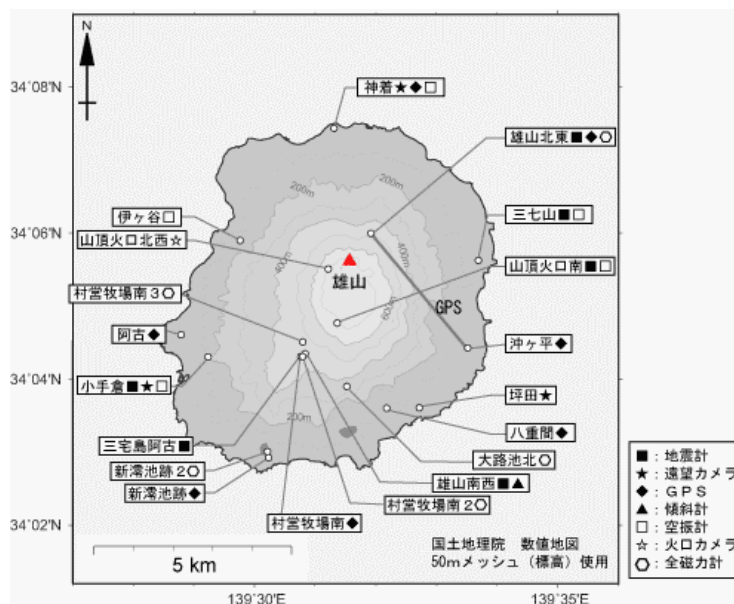 34°08'N
神着★◆□
雄山北東■◆⎔
200m
200m
伊ヶ谷□
三七山■□
34°06'N
山頂火口北西☆
400m
400m
山頂火口南■□
雄山
村営牧場南3⎔
600m
GPS
阿古◆
沖ヶ平◆
34°04'N
小手倉■★□
坪田★
200m
三宅島阿古■
八重間◆
新澪池跡2⎔
大路池北⎔
新澪池跡◆
雄山南西■▲
村営牧場南2⎔
村営牧場南◆
34°02'N
5 km
国土地理院 数値地図
50mメッシュ（標高）使用
■：地震計
★：遠望カメラ
◆：GPS
▲：傾斜計
□：空振計
☆：火口カメラ
⎔：全磁力計
139°30'E
139°35'E